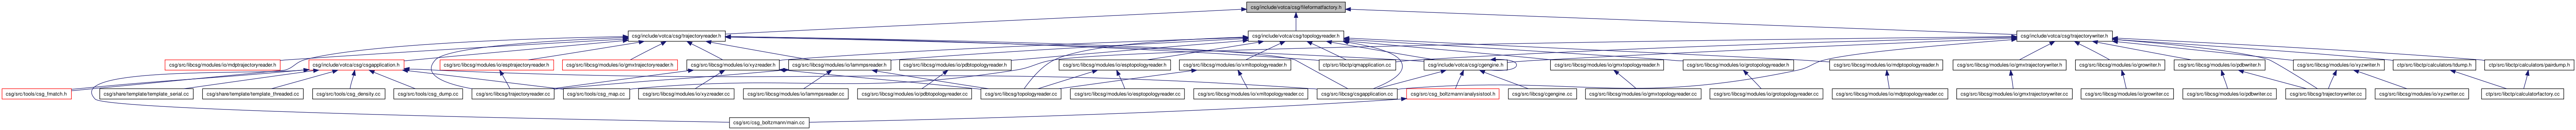 csg/include/votca/csg/fileformatfactory.h
csg/include/votca/csg/trajectoryreader.h
csg/include/votca/csg/topologyreader.h
csg/include/votca/csg/trajectorywriter.h
csg/src/libcsg/modules/io/mdptrajectoryreader.h
csg/include/votca/csg/csgapplication.h
csg/src/libcsg/modules/io/esptrajectoryreader.h
csg/src/libcsg/modules/io/gmxtrajectoryreader.h
csg/src/libcsg/modules/io/xyzreader.h
csg/src/libcsg/modules/io/lammpsreader.h
csg/src/libcsg/modules/io/pdbtopologyreader.h
csg/src/libcsg/modules/io/esptopologyreader.h
csg/src/libcsg/modules/io/xmltopologyreader.h
ctp/src/libctp/qmapplication.cc
csg/include/votca/csg/cgengine.h
csg/src/libcsg/modules/io/gmxtopologyreader.h
csg/src/libcsg/modules/io/grotopologyreader.h
csg/src/libcsg/modules/io/mdptopologyreader.h
csg/src/libcsg/modules/io/gmxtrajectorywriter.h
csg/src/libcsg/modules/io/growriter.h
csg/src/libcsg/modules/io/pdbwriter.h
csg/src/libcsg/modules/io/xyzwriter.h
ctp/src/libctp/calculators/tdump.h
ctp/src/libctp/calculators/pairdump.h
csg/src/tools/csg_fmatch.h
csg/share/template/template_serial.cc
csg/share/template/template_threaded.cc
csg/src/tools/csg_density.cc
csg/src/tools/csg_dump.cc
csg/src/libcsg/trajectoryreader.cc
csg/src/tools/csg_map.cc
csg/src/libcsg/modules/io/xyzreader.cc
csg/src/libcsg/modules/io/lammpsreader.cc
csg/src/libcsg/modules/io/pdbtopologyreader.cc
csg/src/libcsg/topologyreader.cc
csg/src/libcsg/modules/io/esptopologyreader.cc
csg/src/libcsg/modules/io/xmltopologyreader.cc
csg/src/libcsg/csgapplication.cc
csg/src/csg_boltzmann/analysistool.h
csg/src/libcsg/cgengine.cc
csg/src/libcsg/modules/io/gmxtopologyreader.cc
csg/src/libcsg/modules/io/grotopologyreader.cc
csg/src/libcsg/modules/io/mdptopologyreader.cc
csg/src/libcsg/modules/io/gmxtrajectorywriter.cc
csg/src/libcsg/modules/io/growriter.cc
csg/src/libcsg/modules/io/pdbwriter.cc
csg/src/libcsg/trajectorywriter.cc
csg/src/libcsg/modules/io/xyzwriter.cc
ctp/src/libctp/calculatorfactory.cc
csg/src/csg_boltzmann/main.cc